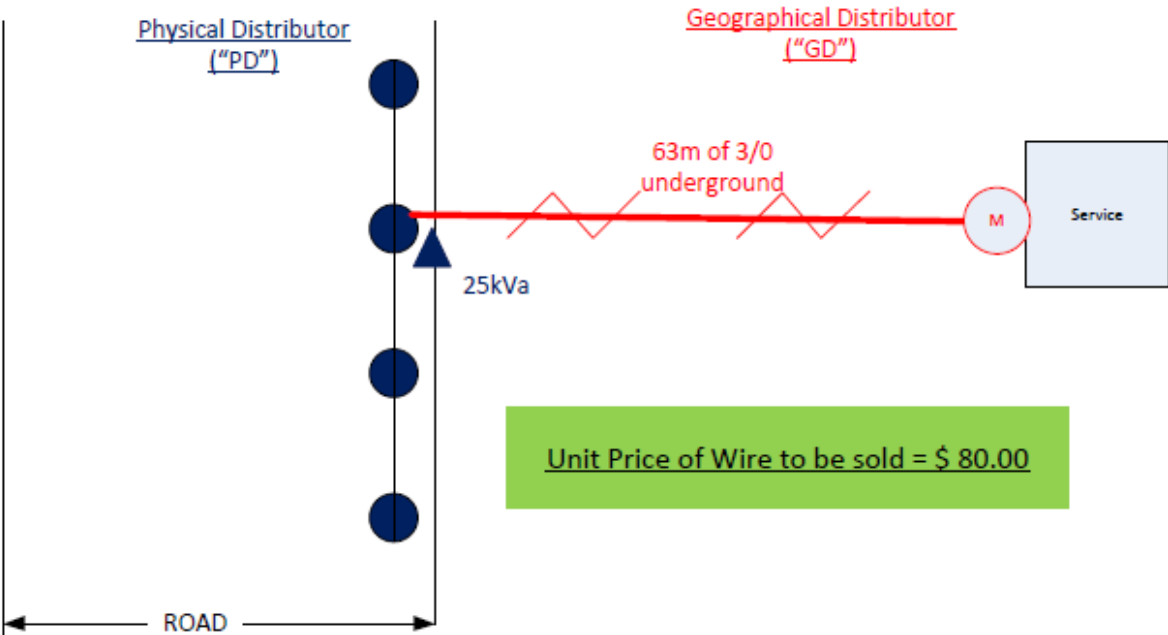 Physical Distributor
(“PD”)
Geographical Distributor
(“GD”)
63m of 3/0
underground
M
Service
25kVa
Unit Price of Wire to be sold = $ 80.00
ROAD